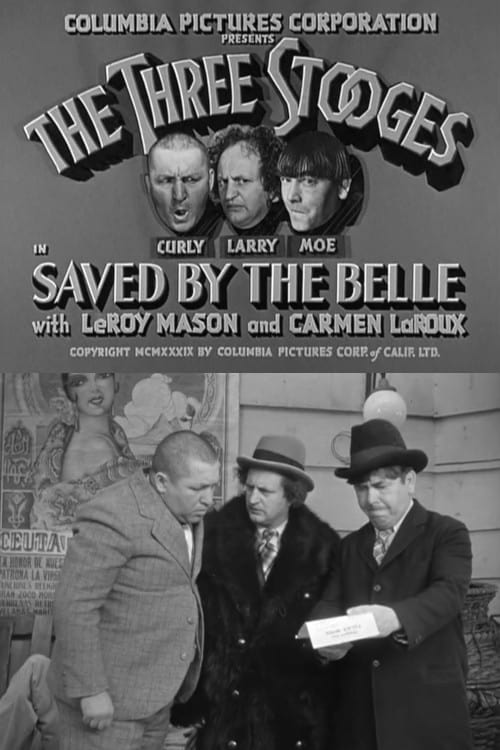 COLUMBIA PICTURES CORPORATION
PRESENTS
THE THREE STOOGES
CURLY LARRY MOE
IN
SAVED BY THE BELLE
with LeROY MASON and CARMEN LaROUX
COPYRIGHT MCMXXXIX BY COLUMBIA PICTURES CORP. of CALIF. LTD.
CEUTA